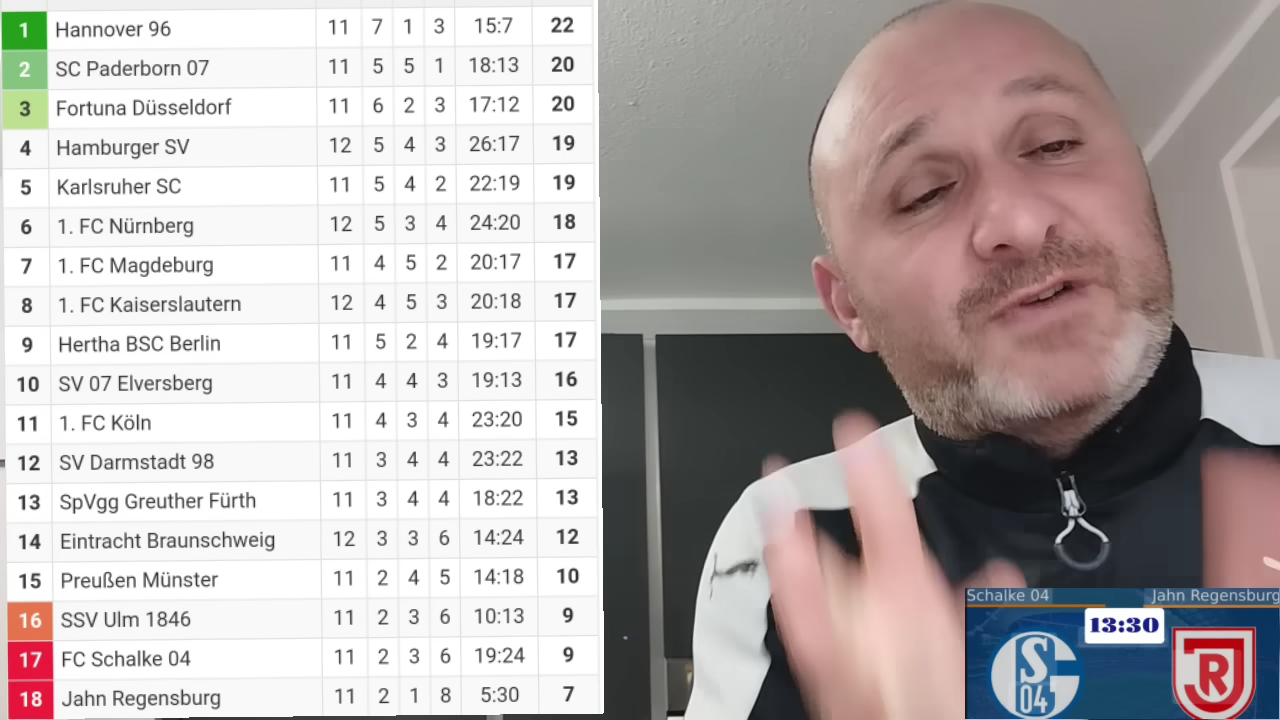 1 Hannover 96 11 7 1 3 15:7 22
2 SC Paderborn 07 11 5 5 1 18:13 20
3 Fortuna Düsseldorf 11 6 2 3 17:12 20
4 Hamburger SV 12 5 4 3 26:17 19
5 Karlsruher SC 11 5 4 2 22:19 19
6 1. FC Nürnberg 12 5 3 4 24:20 18
7 1. FC Magdeburg 11 4 5 2 20:17 17
8 1. FC Kaiserslautern 12 4 5 3 20:18 17
9 Hertha BSC Berlin 11 5 2 4 19:17 17
10 SV 07 Elversberg 11 4 4 3 19:13 16
11 1. FC Köln 11 4 3 4 23:20 15
12 SV Darmstadt 98 11 3 4 4 23:22 13
13 SpVgg Greuther Fürth 11 3 4 4 18:22 13
14 Eintracht Braunschweig 12 3 3 6 14:24 12
15 Preußen Münster 11 2 4 5 14:18 10
16 SSV Ulm 1846 11 2 3 6 10:13 9
17 FC Schalke 04 11 2 3 6 19:24 9
18 Jahn Regensburg 11 2 1 8 5:30 7
Schalke 04 Jahn Regensburg
13:30
S 04 R